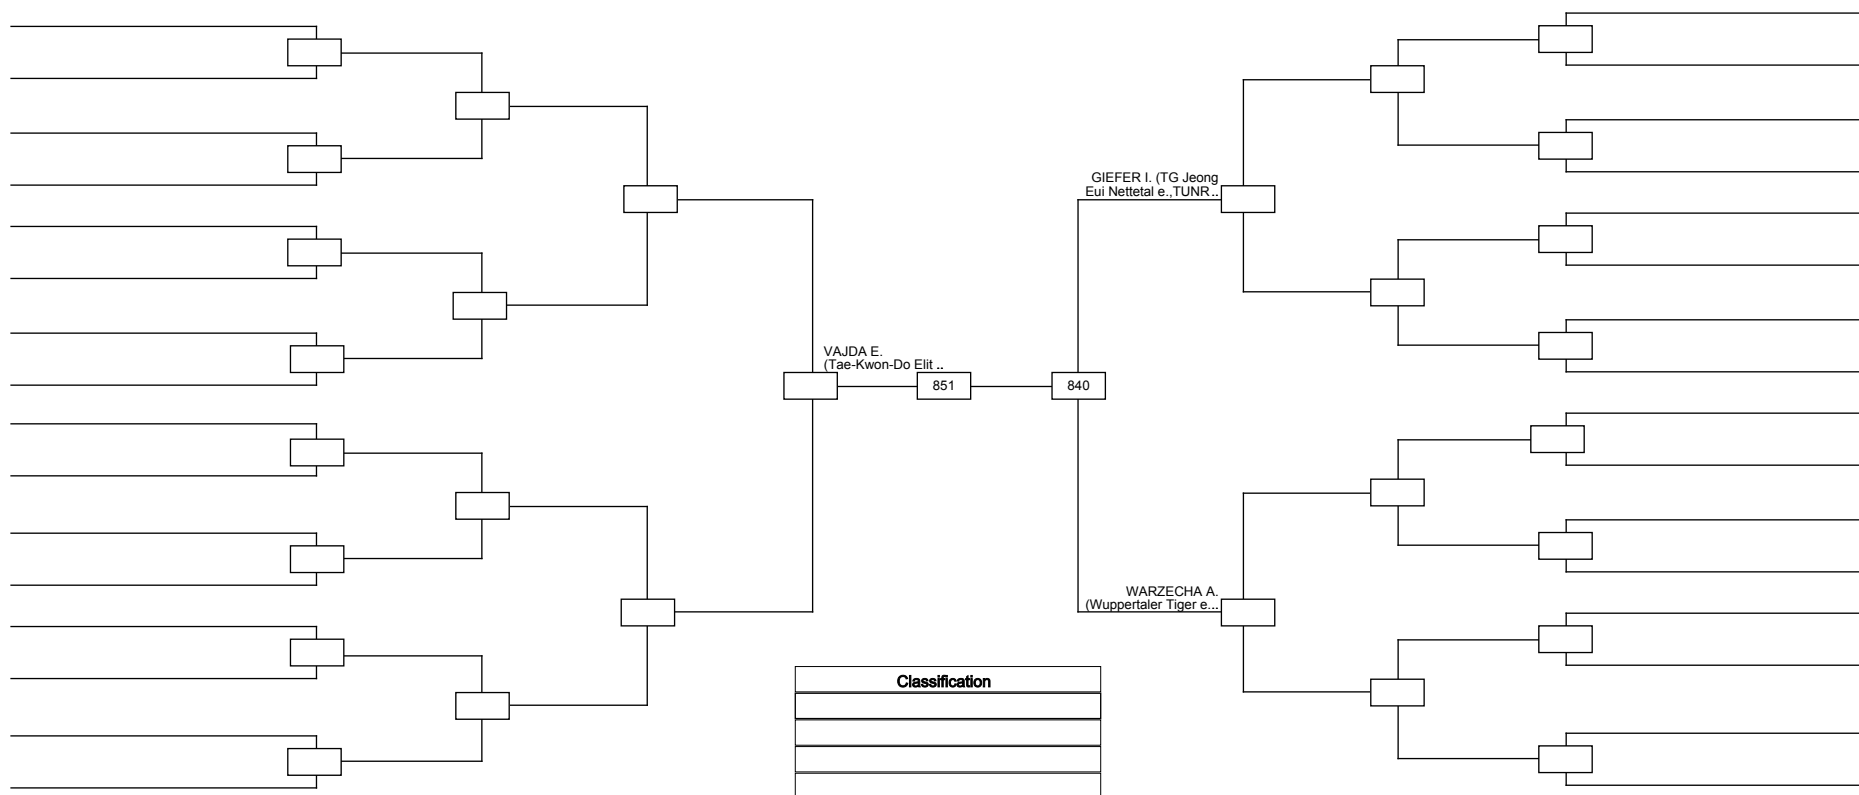 GIEFER I. (TG Jeong
Eui Nettetal e.,TUNR..
VAJDA E.
(Tae-Kwon-Do Elit ..
851
840
WARZECHA A.
(Wuppertaler Tiger e...
Classification